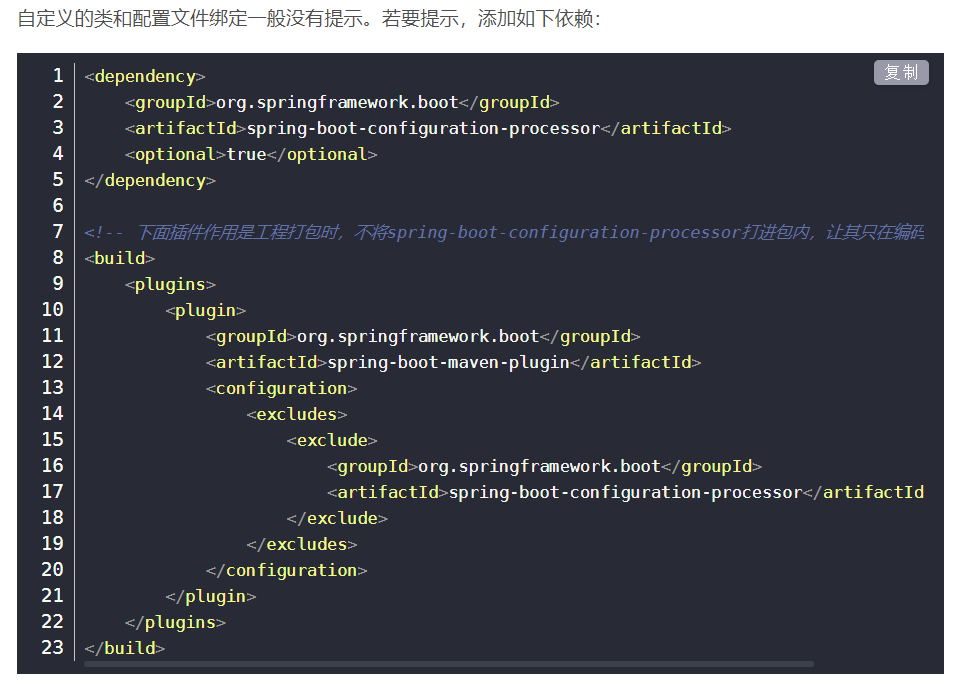 自定义的类和配置文件绑定一般没有提示。若要提示，添加如下依赖：
复制
1 <dependency>
2     <groupId>org.springframework.boot</groupId>
3     <artifactId>spring-boot-configuration-processor</artifactId>
4     <optional>true</optional>
5 </dependency>
6
7 <!-- 下面插件作用是工程打包时，不将spring-boot-configuration-processor打进包内，让其只在编码
8 <build>
9     <plugins>
10         <plugin>
11             <groupId>org.springframework.boot</groupId>
12             <artifactId>spring-boot-maven-plugin</artifactId>
13             <configuration>
14                 <excludes>
15                     <exclude>
16                         <groupId>org.springframework.boot</groupId>
17                         <artifactId>spring-boot-configuration-processor</artifactId
18                     </exclude>
19                 </excludes>
20             </configuration>
21         </plugin>
22     </plugins>
23 </build>